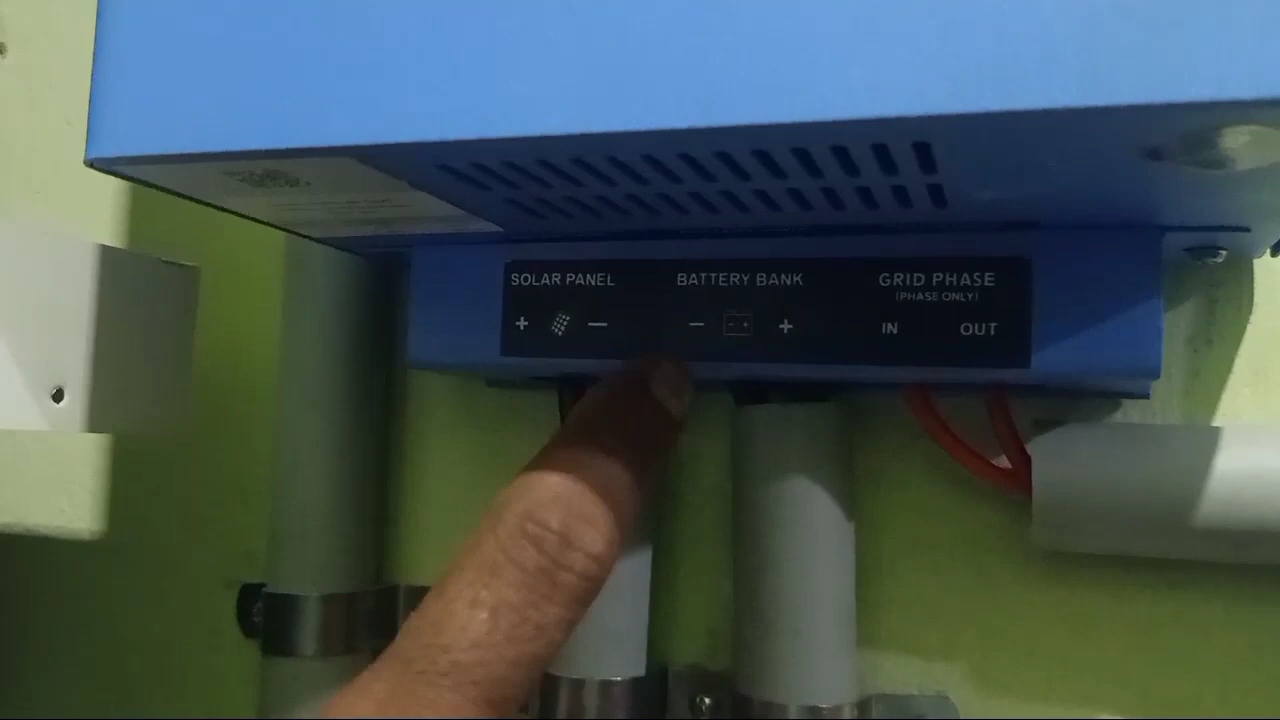 SOLAR PANEL
+ −
BATTERY BANK
− +
GRID PHASE
(PHASE ONLY)
IN OUT